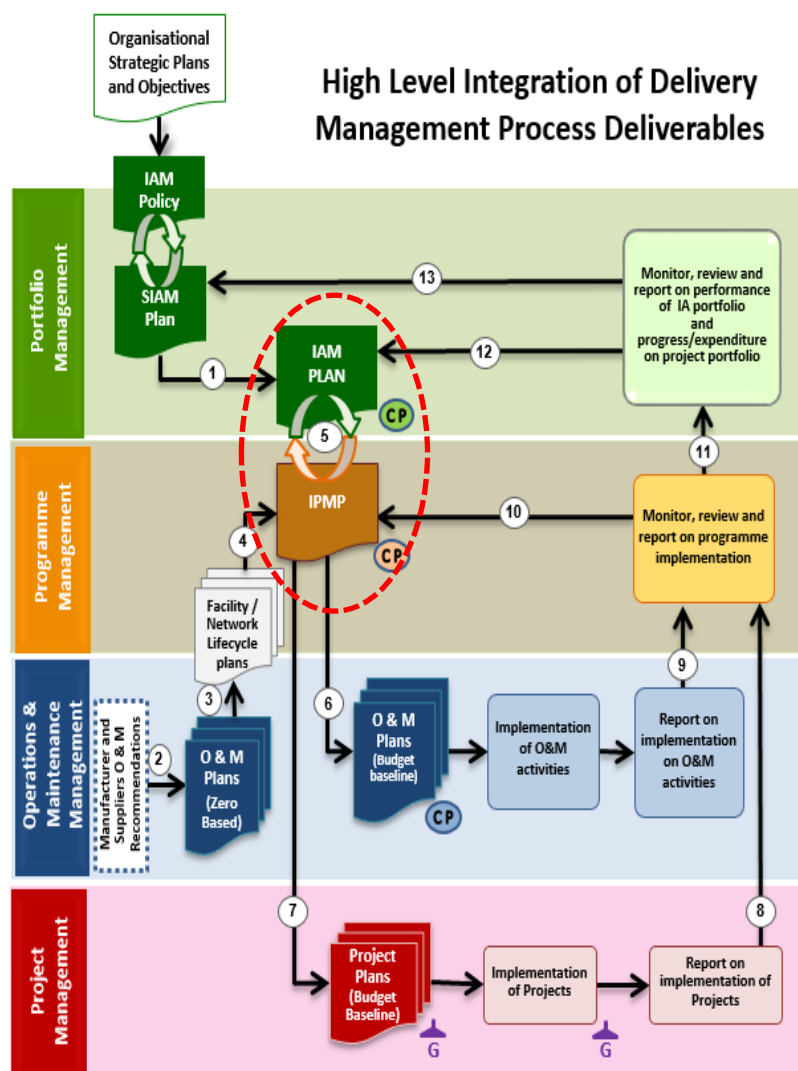 Organisational
Strategic Plans
and Objectives
High Level Integration of Delivery
Management Process Deliverables
Portfolio
Management
IAM
Policy
SIAM
Plan
1
IAM
PLAN
CP
13
12
Monitor, review and
report on performance
of IA portfolio
and
progress/expenditure
on project portfolio
5
11
Programme
Management
IPMP
CP
4
10
Monitor, review and
report on programme
implementation
Facility /
Network
Lifecycle
plans
Operations &
Maintenance
Management
Manufacturer and
Suppliers O & M
Recommendations
2
3
O & M
Plans
(Zero
Based)
6
O & M
Plans
(Budget
baseline)
CP
Implementation
of O&M
activities
9
Report on
implementation
on O&M
activities
Project
Management
7
8
Project
Plans
(Budget
Baseline)
G
Implementation
of Projects
G
Report on
implementation of
Projects